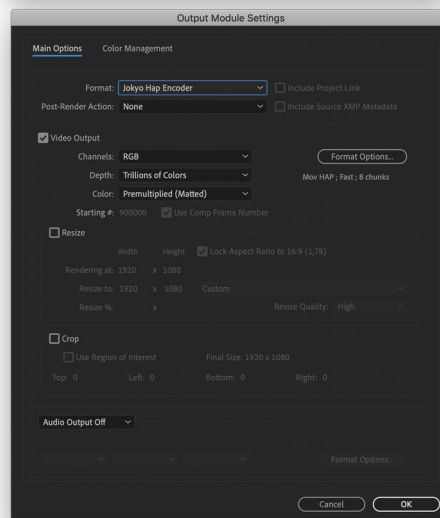 Output Module Settings
Main Options Color Management
Format: Jokyo Hap Encoder Include Project Link
Post-Render Action: None Include Source XMP Metadata
Video Output
Channels: RGB Format Options...
Depth: Trillions of Colors Mov HAP ; Fast ; 8 chunks
Color: Premultiplied (Matted)
Starting #: 900000 Use Comp Frame Number
Resize
Width Height Lock Aspect Ratio to 16:9 (1,78)
Rendering at: 1920 x 1080
Resize to: 1920 x 1080 Custom
Resize %: x Resize Quality: High
Crop
Use Region of Interest Final Size: 1920 x 1080
Top: 0 Left: 0 Bottom: 0 Right: 0
Audio Output Off
Format Options...
Cancel OK